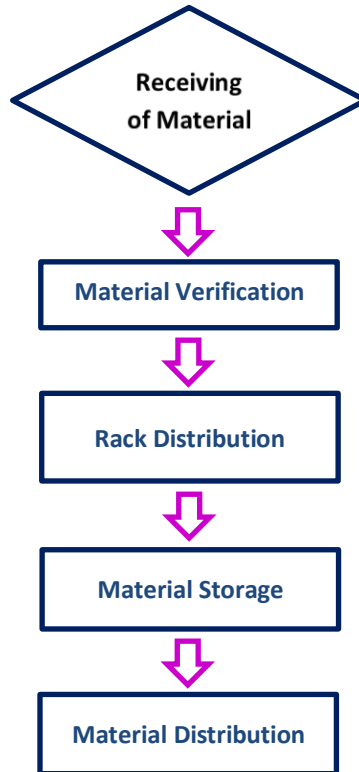 Receiving
of Material
Material Verification
Rack Distribution
Material Storage
Material Distribution